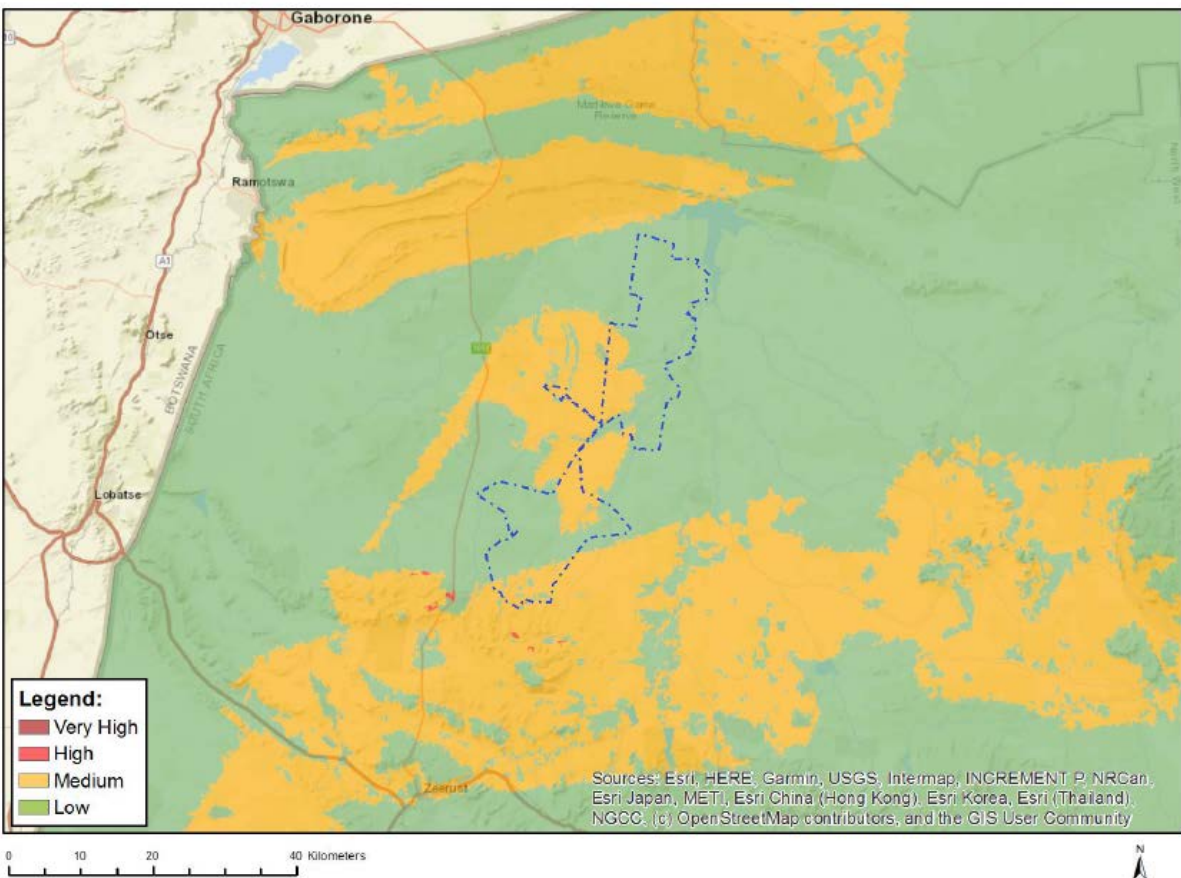 Gaborone
Madikwe Game
Reserve
Ramotswa
A1
Otse
BOTSWANA
SOUTH AFRICA
Lobatse
Legend:
Very High
High
Medium
Low
Zeerust
Sources: Esri, HERE, Garmin, USGS, Intermap, INCREMENT P, NRCan,
Esri Japan, METI, Esri China (Hong Kong), Esri Korea, Esri (Thailand),
NGCC, (c) OpenStreetMap contributors, and the GIS User Community
0 10 20 40 Kilometers
N